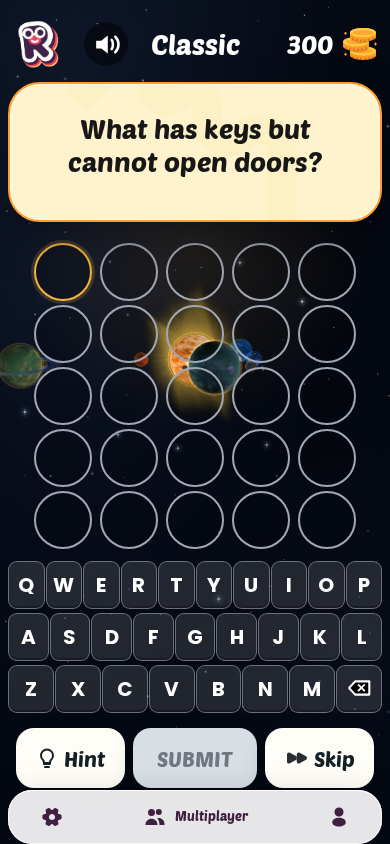 R
Classic
300
What has keys but
cannot open doors?
Q W E R T Y U I O P
A S D F G H J K L
Z X C V B N M
Hint
SUBMIT
Skip
Multiplayer